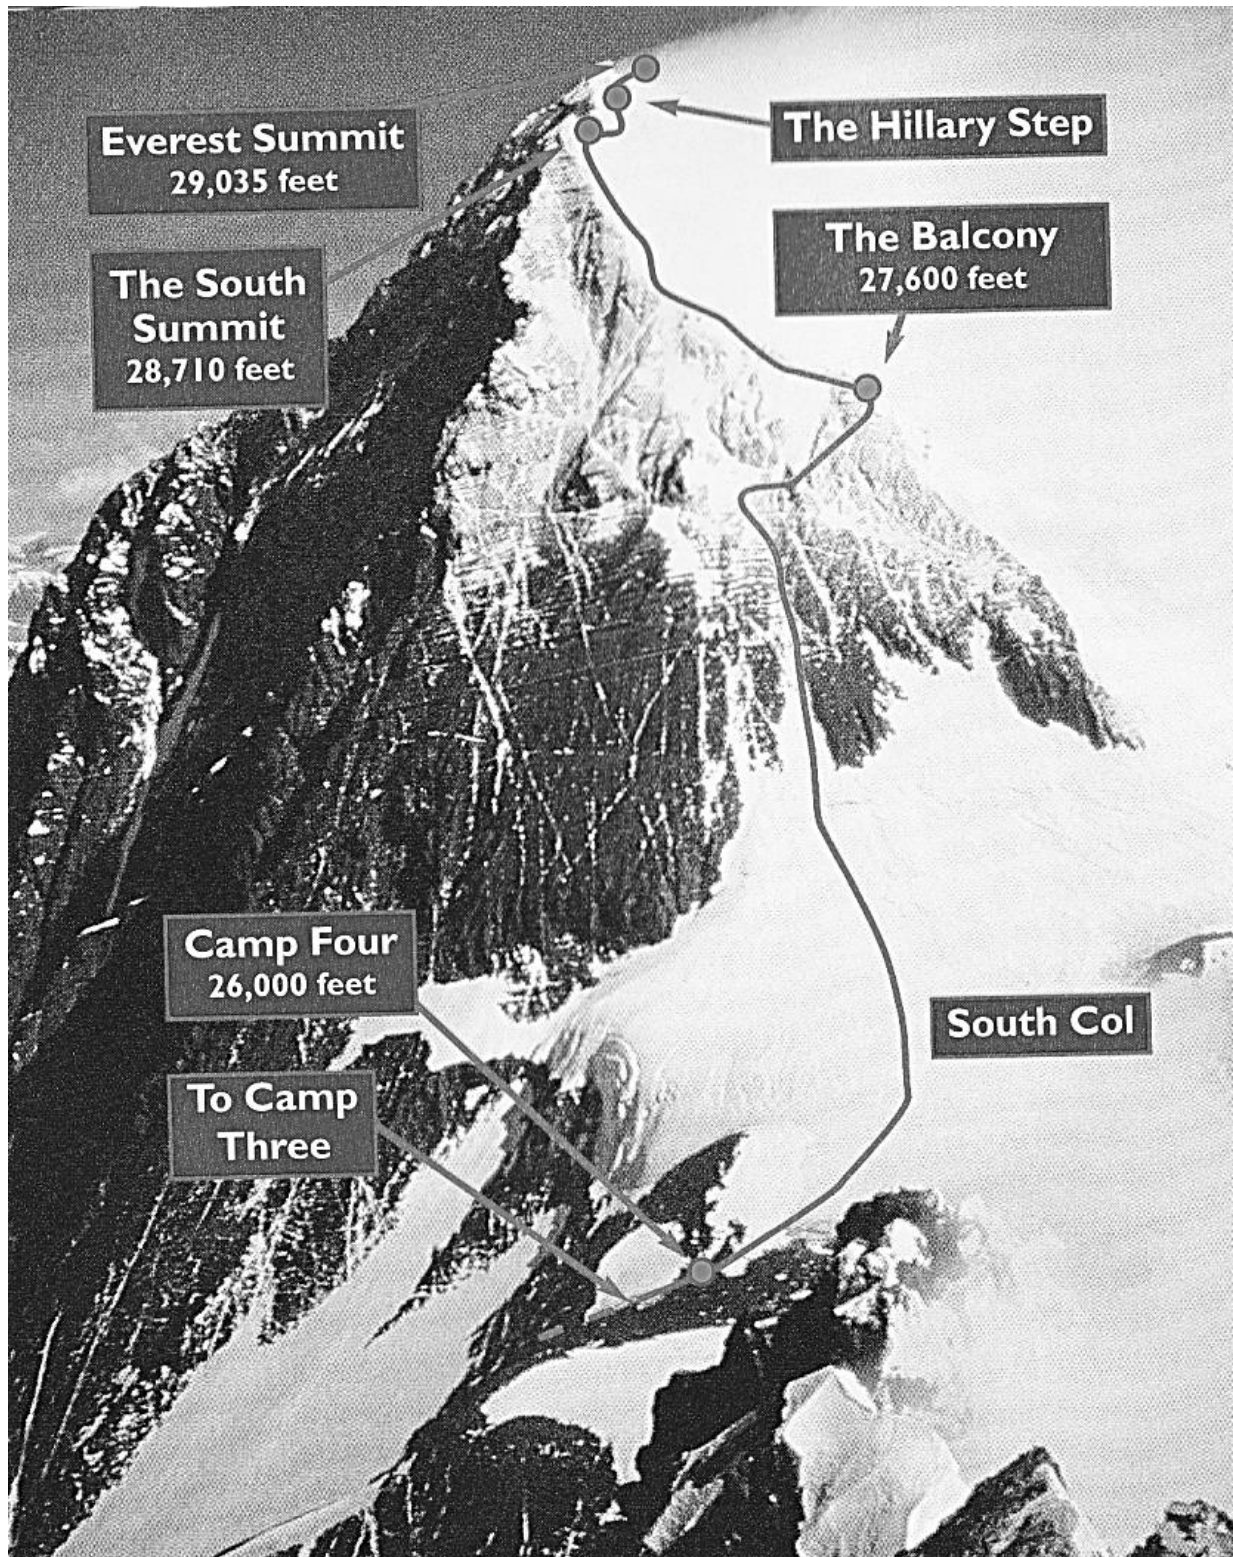 Everest Summit
29,035 feet
The Hillary Step
The South
Summit
28,710 feet
The Balcony
27,600 feet
Camp Four
26,000 feet
South Col
To Camp
Three